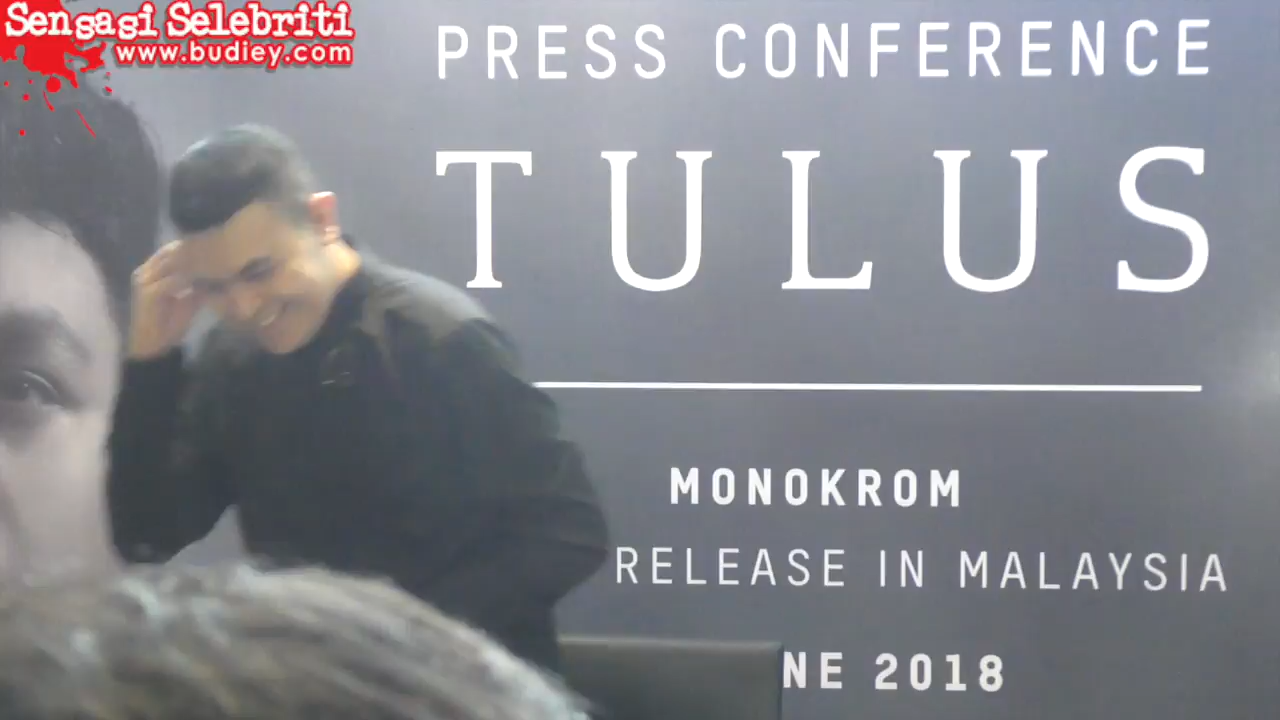 Sengagi Selebriti
www.budiey.com
PRESS CONFERENCE
TULUS
MONOKROM
RELEASE IN MALAYSIA
NE 2018